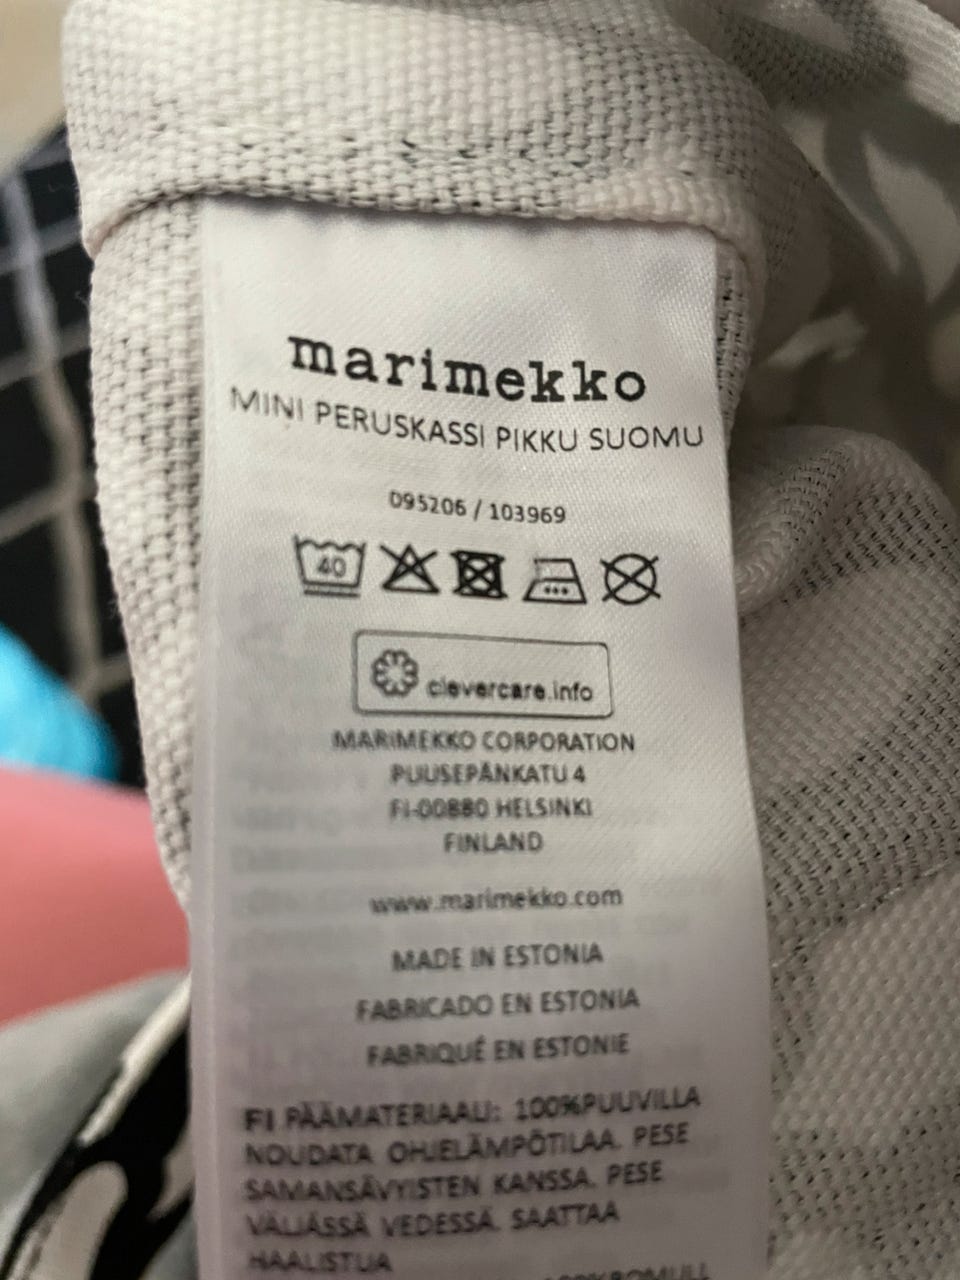 marimekko
MINI PERUSKASSI PIKKU SUOMU
095206 / 103969
40
clevercare.info
MARIMEKKO CORPORATION
PUUSEPÄNKATU 4
FI-00880 HELSINKI
FINLAND
www.marimekko.com
MADE IN ESTONIA
FABRICADO EN ESTONIA
FABRIQUÉ EN ESTONIE
FI PÄÄMATERIAALI: 100%PUUVILLA
NOUDATA OHJELÄMPÖTILAA. PESE
SAMANSÄVYISTEN KANSSA. PESE
VÄLJÄSSÄ VEDESSÄ. SAATTAA
HAALISTUA